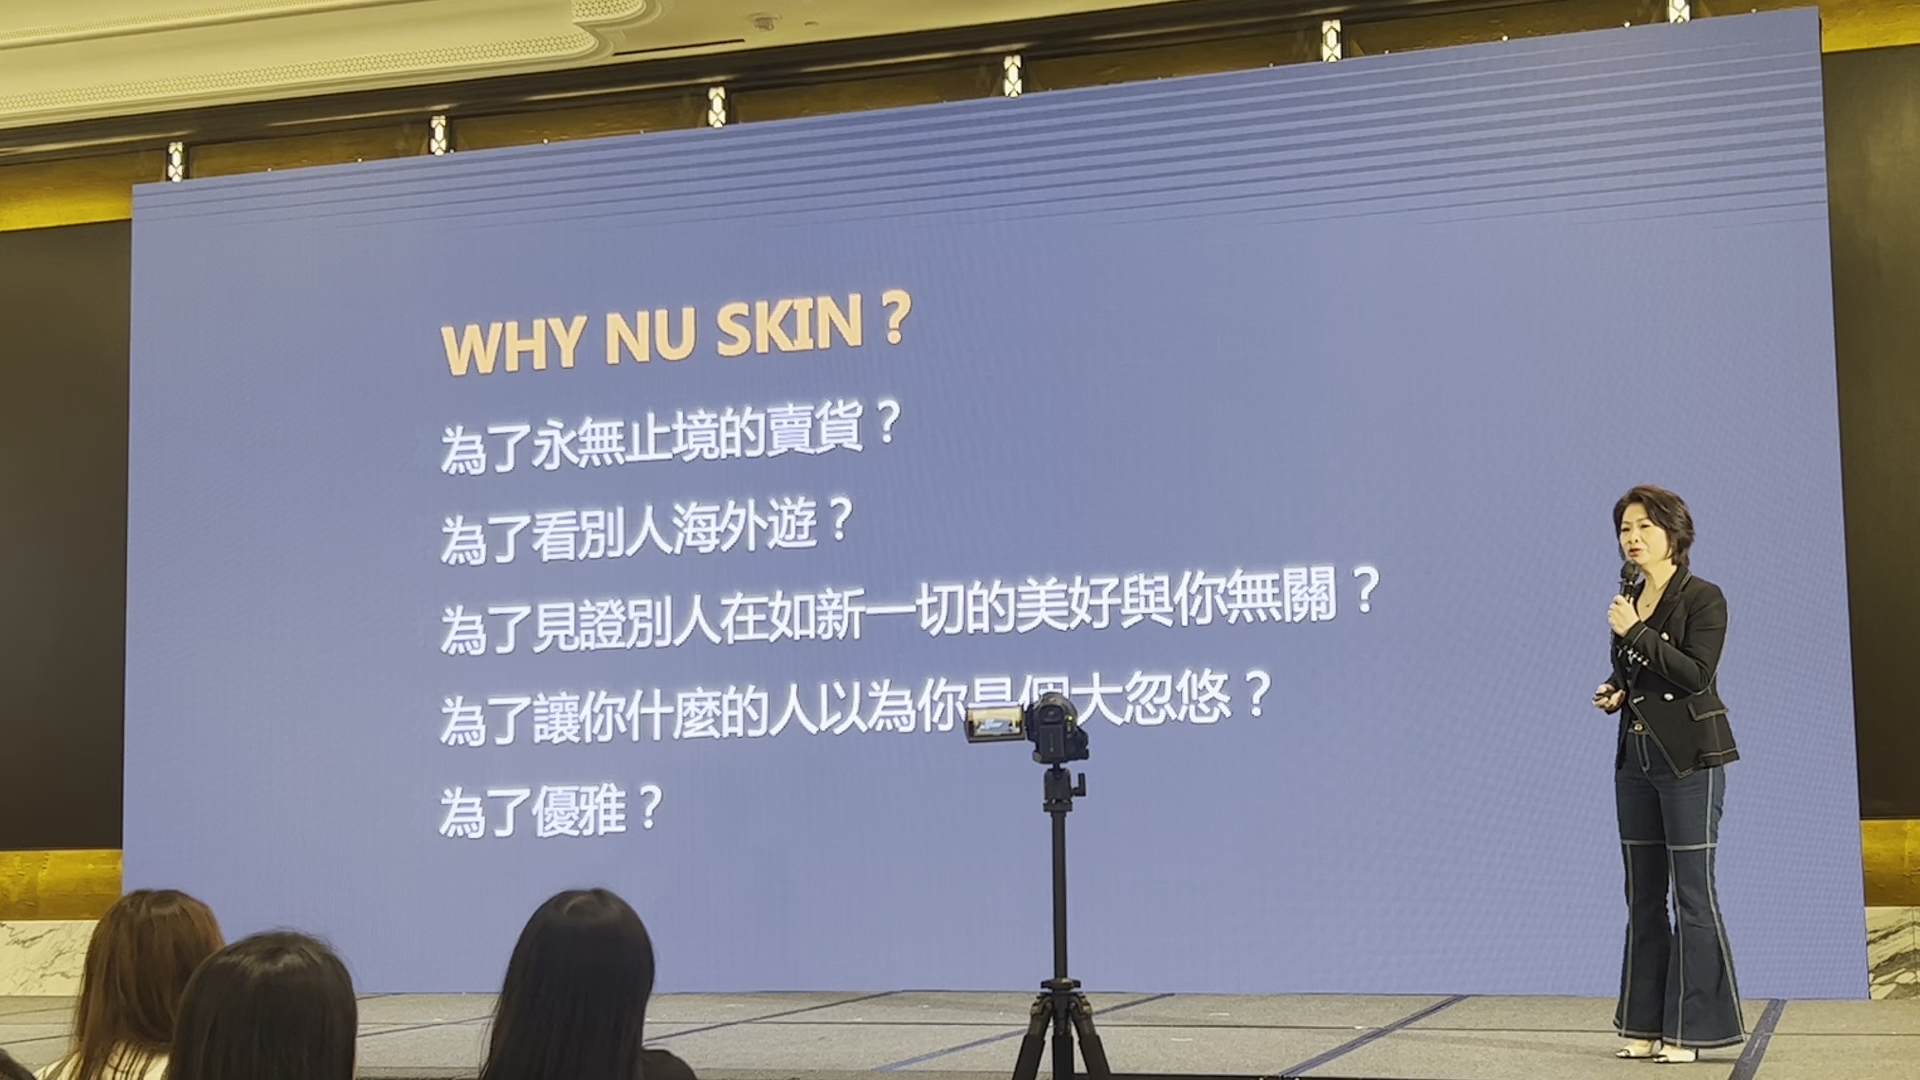 WHY NU SKIN？
為了永無止境的賣貨？
為了看別人海外遊？
為了見證別人在如新一切的美好與你無關？
為了讓你什麼的人以為你是個大忽悠？
為了優雅？